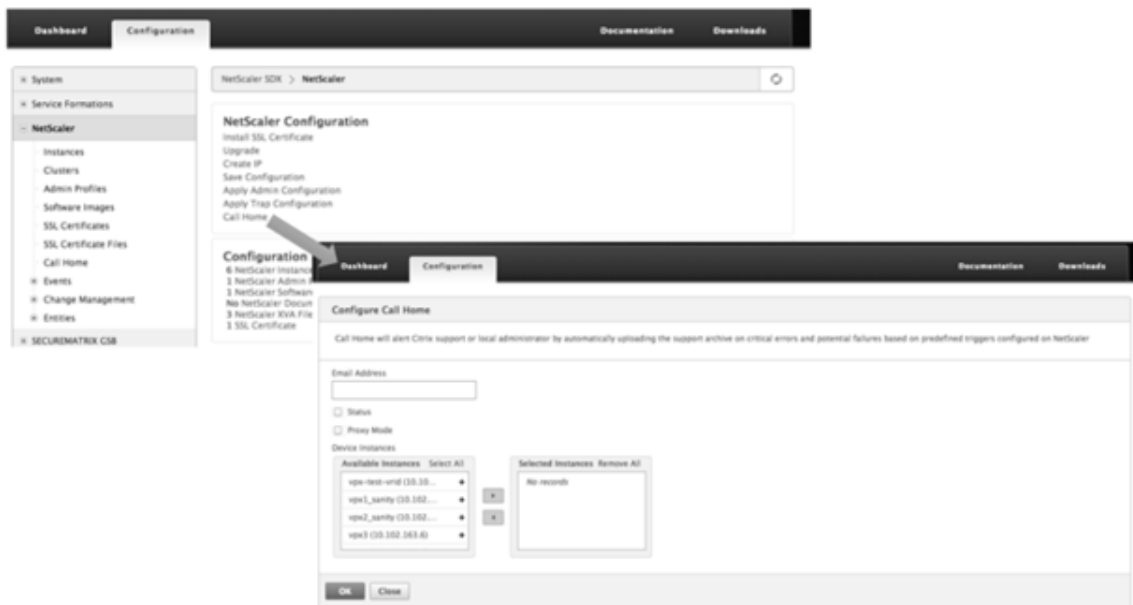 Dashboard Configuration Documentation Downloads
System
Service Formations
NetScaler
Instances
Clusters
Admin Profiles
Software Images
SSL Certificates
SSL Certificate Files
Call Home
Events
Change Management
Entities
SECUREMATRIX GSB
NetScaler SDX > NetScaler
NetScaler Configuration
Install SSL Certificate
Upgrade
Create IP
Save Configuration
Apply Admin Configuration
Apply Trap Configuration
Call Home
Configuration
6 NetScaler Instance
1 NetScaler Admin
1 NetScaler Softwar
No NetScaler Docum
3 NetScaler XVA File
1 SSL Certificate
Dashboard Configuration Documentation Downloads
Configure Call Home
Call Home will alert Citrix support or local administrator by automatically uploading the support archive on critical errors and potential failures based on predefined triggers configured on NetScaler
Email Address
Status
Proxy Mode
Device Instances
Available Instances Select All
vpx-test-vrid (10.10...
vpx1_sanity (10.102....
vpx2_sanity (10.102....
vpx3 (10.102.163.6)
Selected Instances Remove All
No records
OK Close